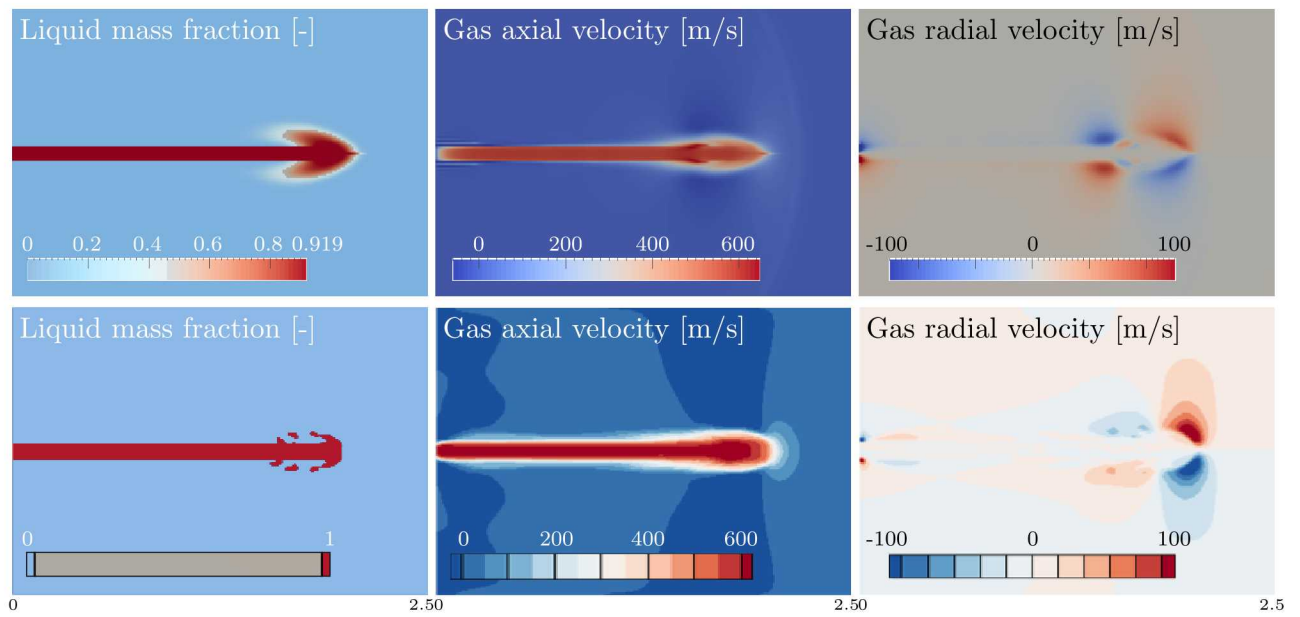 Liquid mass fraction [-]
0 0.2 0.4 0.6 0.8 0.919
Gas axial velocity [m/s]
0 200 400 600
Gas radial velocity [m/s]
-100 0 100
Liquid mass fraction [-]
0 1
Gas axial velocity [m/s]
0 200 400 600
Gas radial velocity [m/s]
-100 0 100
0 2.50 2.50 2.5